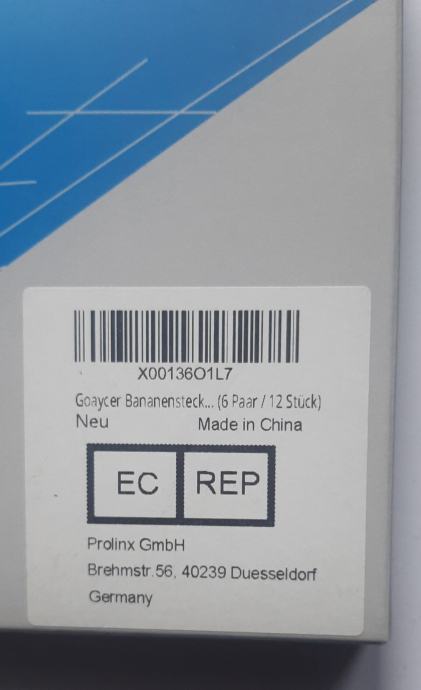 X00136O1L7
Goaycer Bananensteck... (6 Paar / 12 Stück)
Neu Made in China
EC REP
Prolinx GmbH
Brehmstr.56, 40239 Duesseldorf
Germany